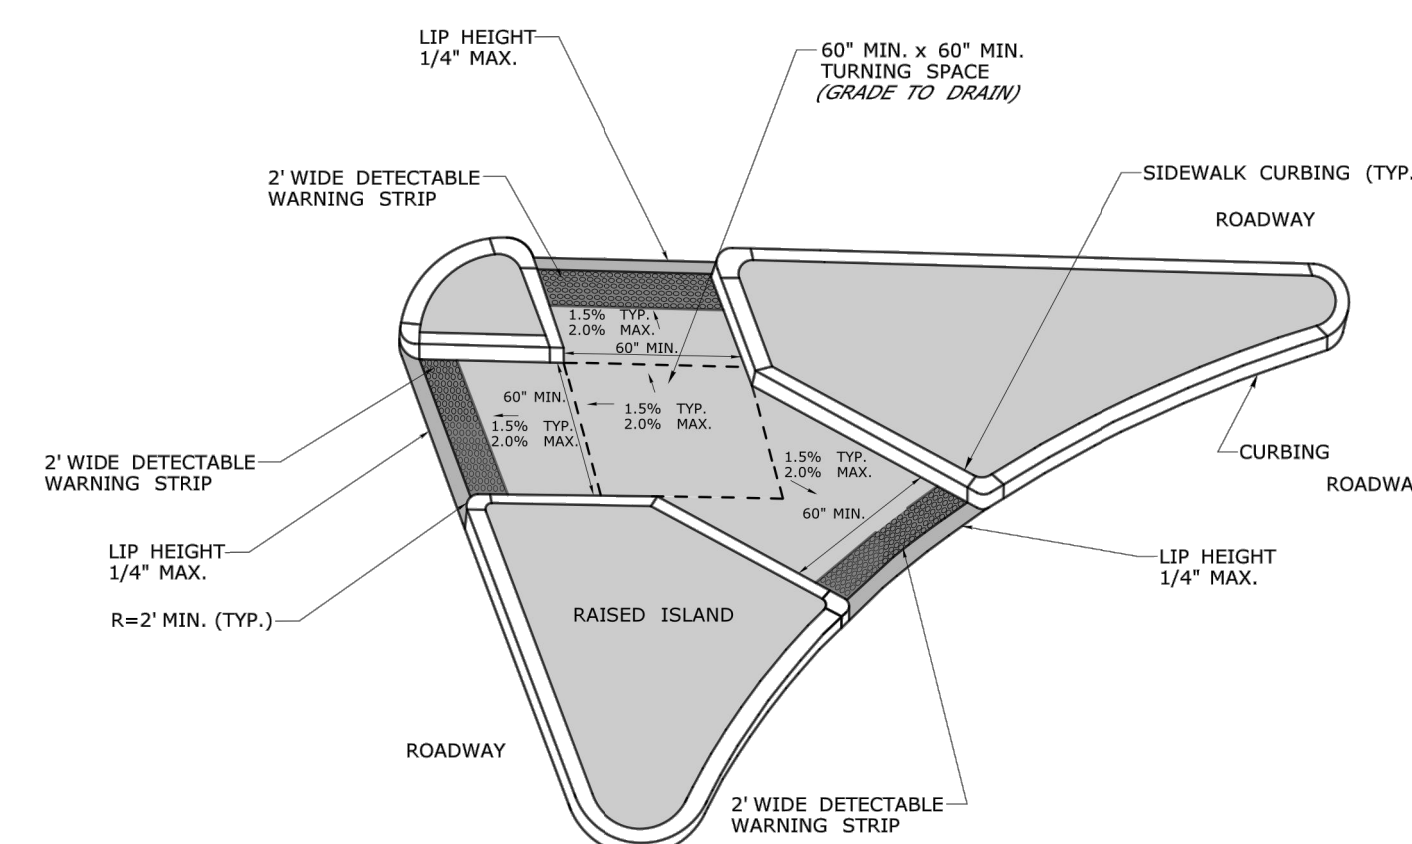 LIP HEIGHT
1/4" MAX.
60" MIN. x 60" MIN.
TURNING SPACE
(GRADE TO DRAIN)
2' WIDE DETECTABLE
WARNING STRIP
SIDEWALK CURBING (TYP.
ROADWAY
1.5% TYP.
2.0% MAX.
60" MIN.
60" MIN.
1.5% TYP.
2.0% MAX.
1.5% TYP.
2.0% MAX.
1.5% TYP.
2.0% MAX.
60" MIN.
2' WIDE DETECTABLE
WARNING STRIP
CURBING
ROADWA
LIP HEIGHT
1/4" MAX.
LIP HEIGHT
1/4" MAX.
R=2' MIN. (TYP.)
RAISED ISLAND
ROADWAY
2' WIDE DETECTABLE
WARNING STRIP